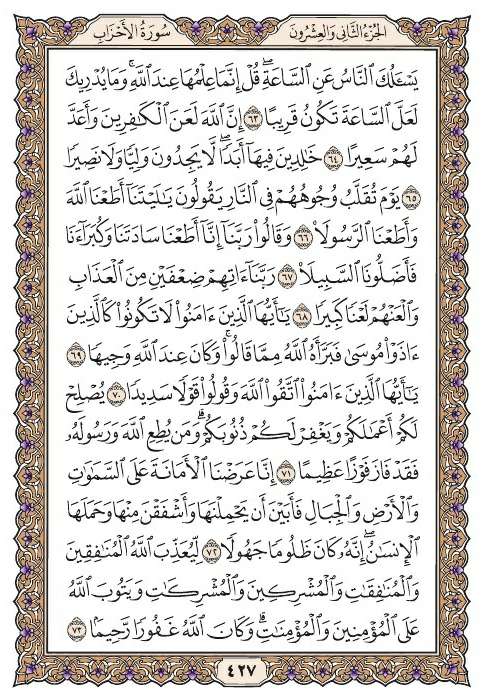 الجزء الثاني والعشرون
سورة الأحزاب
يَسْـَٔلُكَ ٱلنَّاسُ عَنِ ٱلسَّاعَةِۖ قُلْ إِنَّمَا عِلْمُهَا عِندَ ٱللَّهِۚ وَمَا يُدْرِيكَ
لَعَلَّ ٱلسَّاعَةَ تَكُونُ قَرِيبًا ٦٣ إِنَّ ٱللَّهَ لَعَنَ ٱلْكَٰفِرِينَ وَأَعَدَّ
لَهُمْ سَعِيرًا ٦٤ خَٰلِدِينَ فِيهَآ أَبَدًاۖ لَّا يَجِدُونَ وَلِيًّا وَلَا نَصِيرًا
٦٥ يَوْمَ تُقَلَّبُ وُجُوهُهُمْ فِى ٱلنَّارِ يَقُولُونَ يَٰلَيْتَنَآ أَطَعْنَا ٱللَّهَ
وَأَطَعْنَا ٱلرَّسُولَا۠ ٦٦ وَقَالُوا۟ رَبَّنَآ إِنَّآ أَطَعْنَا سَادَتَنَا وَكُبَرَآءَنَا
فَأَضَلُّونَا ٱلسَّبِيلَا۠ ٦٧ رَبَّنَآ ءَاتِهِمْ ضِعْفَيْنِ مِنَ ٱلْعَذَابِ
وَٱلْعَنْهُمْ لَعْنًا كَبِيرًا ٦٨ يَٰٓأَيُّهَا ٱلَّذِينَ ءَامَنُوا۟ لَا تَكُونُوا۟ كَٱلَّذِينَ
ءَاذَوْا۟ مُوسَىٰ فَبَرَّأَهُ ٱللَّهُ مِمَّا قَالُوا۟ۚ وَكَانَ عِندَ ٱللَّهِ وَجِيهًا ٦٩
يَٰٓأَيُّهَا ٱلَّذِينَ ءَامَنُوا۟ ٱتَّقُوا۟ ٱللَّهَ وَقُولُوا۟ قَوْلًا سَدِيدًا ٧٠ يُصْلِحْ
لَكُمْ أَعْمَٰلَكُمْ وَيَغْفِرْ لَكُمْ ذُنُوبَكُمْۗ وَمَن يُطِعِ ٱللَّهَ وَرَسُولَهُۥ
فَقَدْ فَازَ فَوْزًا عَظِيمًا ٧١ إِنَّا عَرَضْنَا ٱلْأَمَانَةَ عَلَى ٱلسَّمَٰوَٰتِ
وَٱلْأَرْضِ وَٱلْجِبَالِ فَأَبَيْنَ أَن يَحْمِلْنَهَا وَأَشْفَقْنَ مِنْهَا وَحَمَلَهَا
ٱلْإِنسَٰنُۖ إِنَّهُۥ كَانَ ظَلُومًا جَهُولًا ٧٢ لِّيُعَذِّبَ ٱللَّهُ ٱلْمُنَٰفِقِينَ
وَٱلْمُنَٰفِقَٰتِ وَٱلْمُشْرِكِينَ وَٱلْمُشْرِكَٰتِ وَيَتُوبَ ٱللَّهُ
عَلَى ٱلْمُؤْمِنِينَ وَٱلْمُؤْمِنَٰتِۗ وَكَانَ ٱللَّهُ غَفُورًا رَّحِيمًۢا ٧٣
٤٢٧